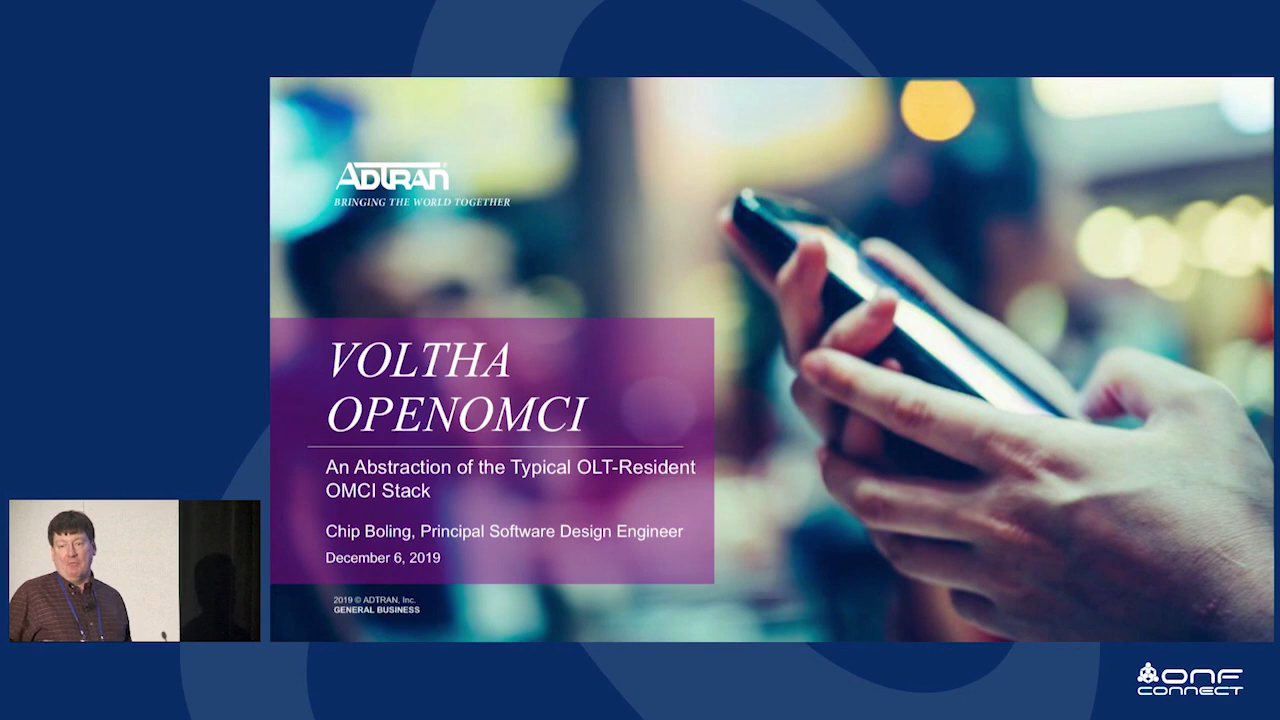 ADTRAN
BRINGING THE WORLD TOGETHER
VOLTHA
OPENOMCI
An Abstraction of the Typical OLT-Resident
OMCI Stack
Chip Boling, Principal Software Design Engineer
December 6, 2019
2019 © ADTRAN, Inc.
GENERAL BUSINESS
ONF
CONNECT